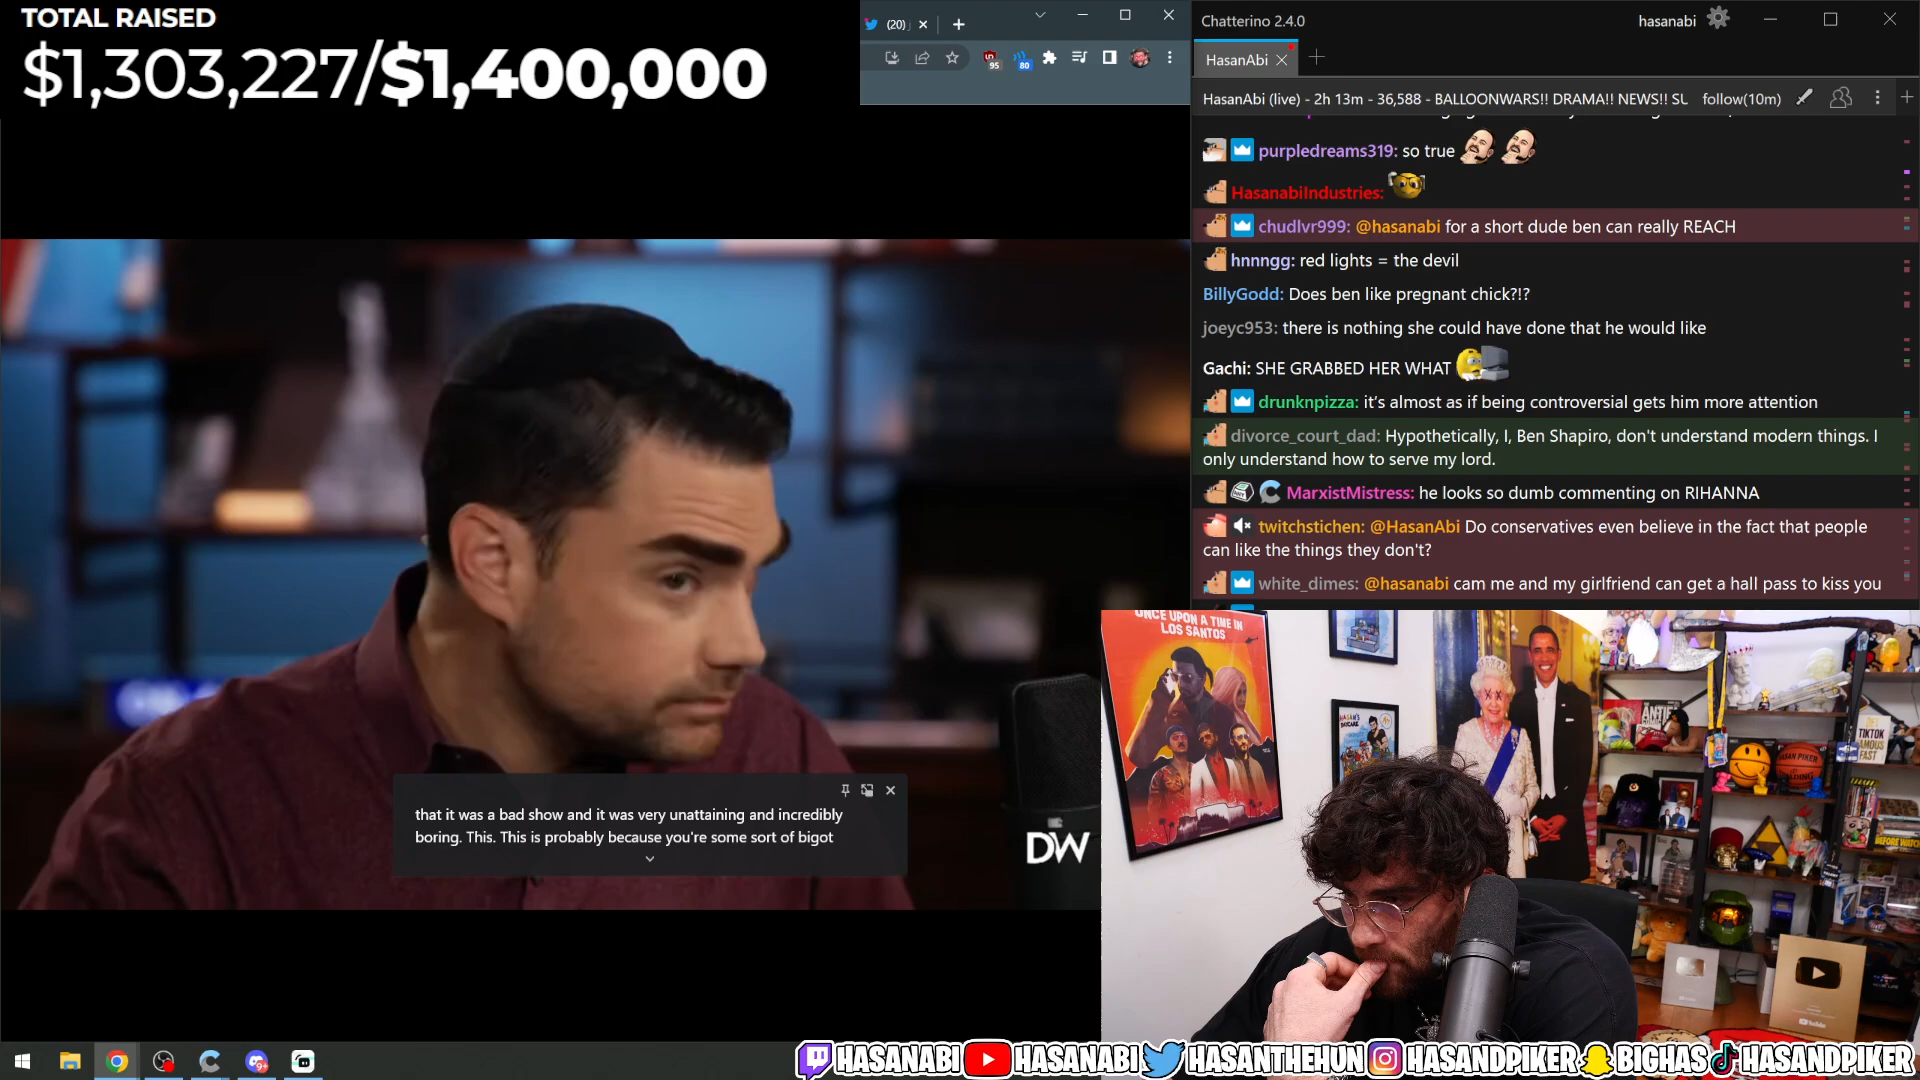 TOTAL RAISED
$1,303,227/$1,400,000
(20)
95
80
Chatterino 2.4.0
hasanabi
HasanAbi
HasanAbi (live) - 2h 13m - 36,588 - BALLOONWARS!! DRAMA!! NEWS!! SU
follow(10m)
purpledreams319: so true
HasanabiIndustries:
chudlvr999: @hasanabi for a short dude ben can really REACH
hnnngg: red lights = the devil
BillyGodd: Does ben like pregnant chick?!?
joeyc953: there is nothing she could have done that he would like
Gachi: SHE GRABBED HER WHAT
drunknpizza: it's almost as if being controversial gets him more attention
divorce_court_dad: Hypothetically, I, Ben Shapiro, don't understand modern things. I
only understand how to serve my lord.
MarxistMistress: he looks so dumb commenting on RIHANNA
twitchstichen: @HasanAbi Do conservatives even believe in the fact that people
can like the things they don't?
white_dimes: @hasanabi cam me and my girlfriend can get a hall pass to kiss you
ONCE UPON A TIME IN
LOS SANTOS
TIKTOK
FAMOUS
FAST
HASAN PIKER
that it was a bad show and it was very unattaining and incredibly
boring. This. This is probably because you're some sort of bigot
DW
HASANABI HASANABI HASANTHEHUN HASANDPIKER BIGHAS HASANDPIKER